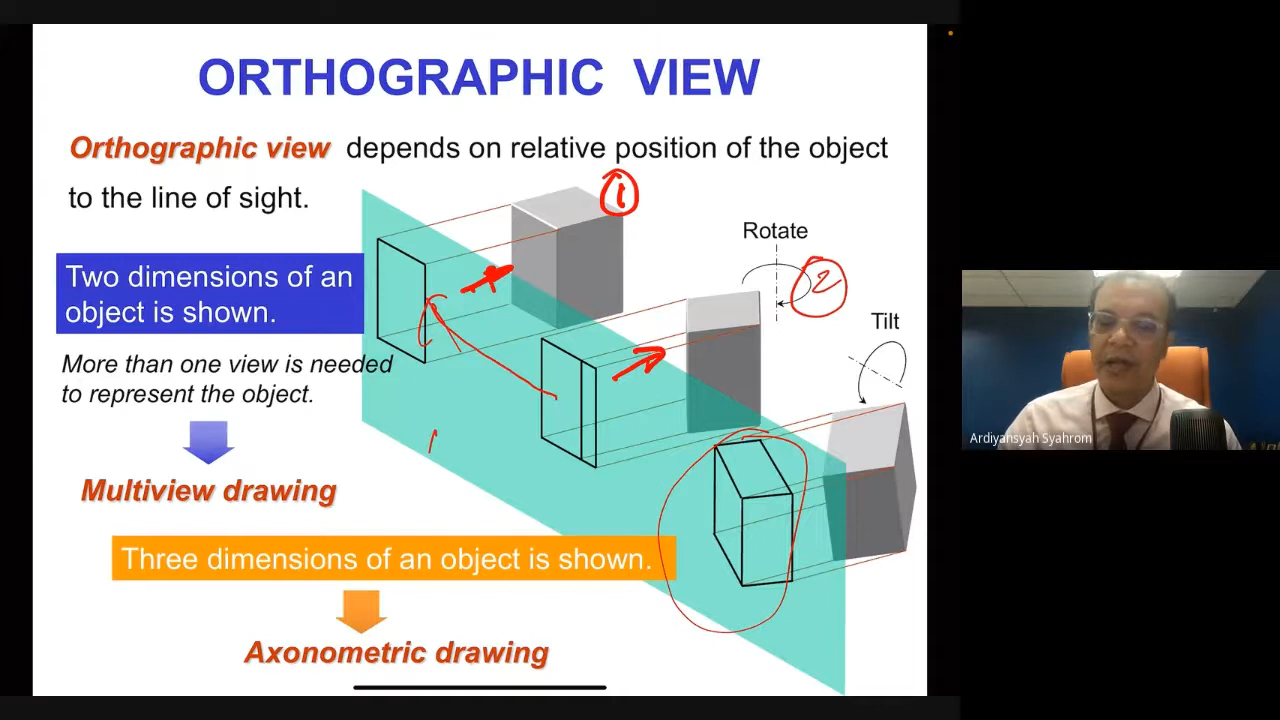 ORTHOGRAPHIC VIEW
Orthographic view depends on relative position of the object
to the line of sight.
1
Rotate
2
Tilt
Two dimensions of an
object is shown.
More than one view is needed
to represent the object.
Multiview drawing
Three dimensions of an object is shown.
Axonometric drawing
Ardiyansyah Syahrom